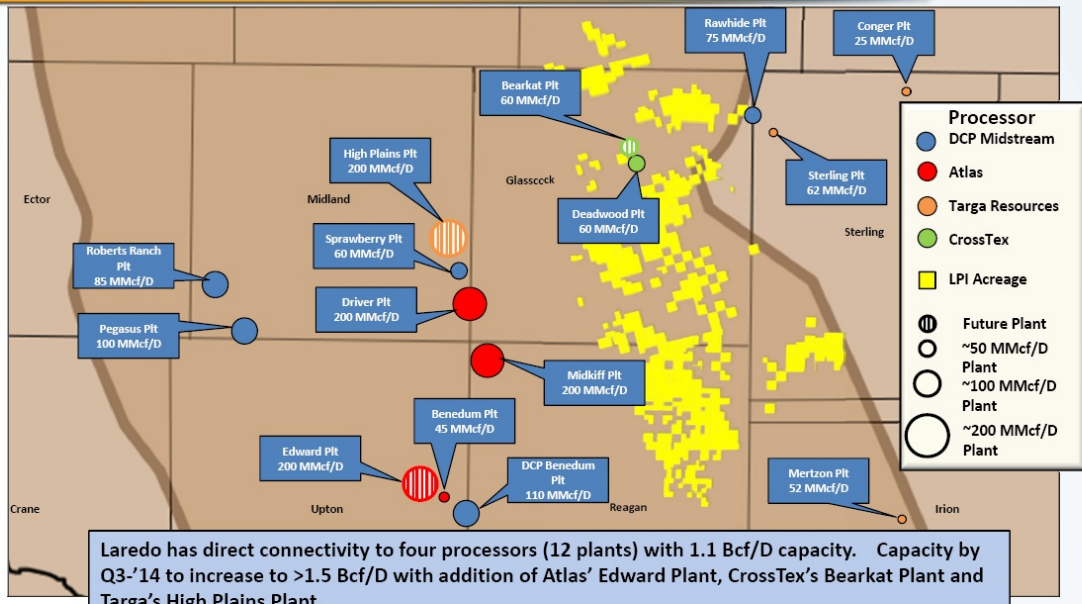 Rawhide Plt
75 MMcf/D
Conger Plt
25 MMcf/D
Bearkat Plt
60 MMcf/D
High Plains Plt
200 MMcf/D
Sterling Plt
62 MMcf/D
Glasscock
Ector
Midland
Deadwood Plt
60 MMcf/D
Sterling
Sprawberry Plt
60 MMcf/D
Roberts Ranch
Plt
85 MMcf/D
Driver Plt
200 MMcf/D
Pegasus Plt
100 MMcf/D
Midkiff Plt
200 MMcf/D
Benedum Plt
45 MMcf/D
Edward Plt
200 MMcf/D
DCP Benedum
Plt
110 MMcf/D
Mertzon Plt
52 MMcf/D
Crane
Upton
Reagan
Irion
Processor
DCP Midstream
Atlas
Targa Resources
CrossTex
LPI Acreage
Future Plant
~50 MMcf/D
Plant
~100 MMcf/D
Plant
~200 MMcf/D
Plant
Laredo has direct connectivity to four processors (12 plants) with 1.1 Bcf/D capacity. Capacity by
Q3-'14 to increase to >1.5 Bcf/D with addition of Atlas' Edward Plant, CrossTex's Bearkat Plant and
Targa's High Plains Plant